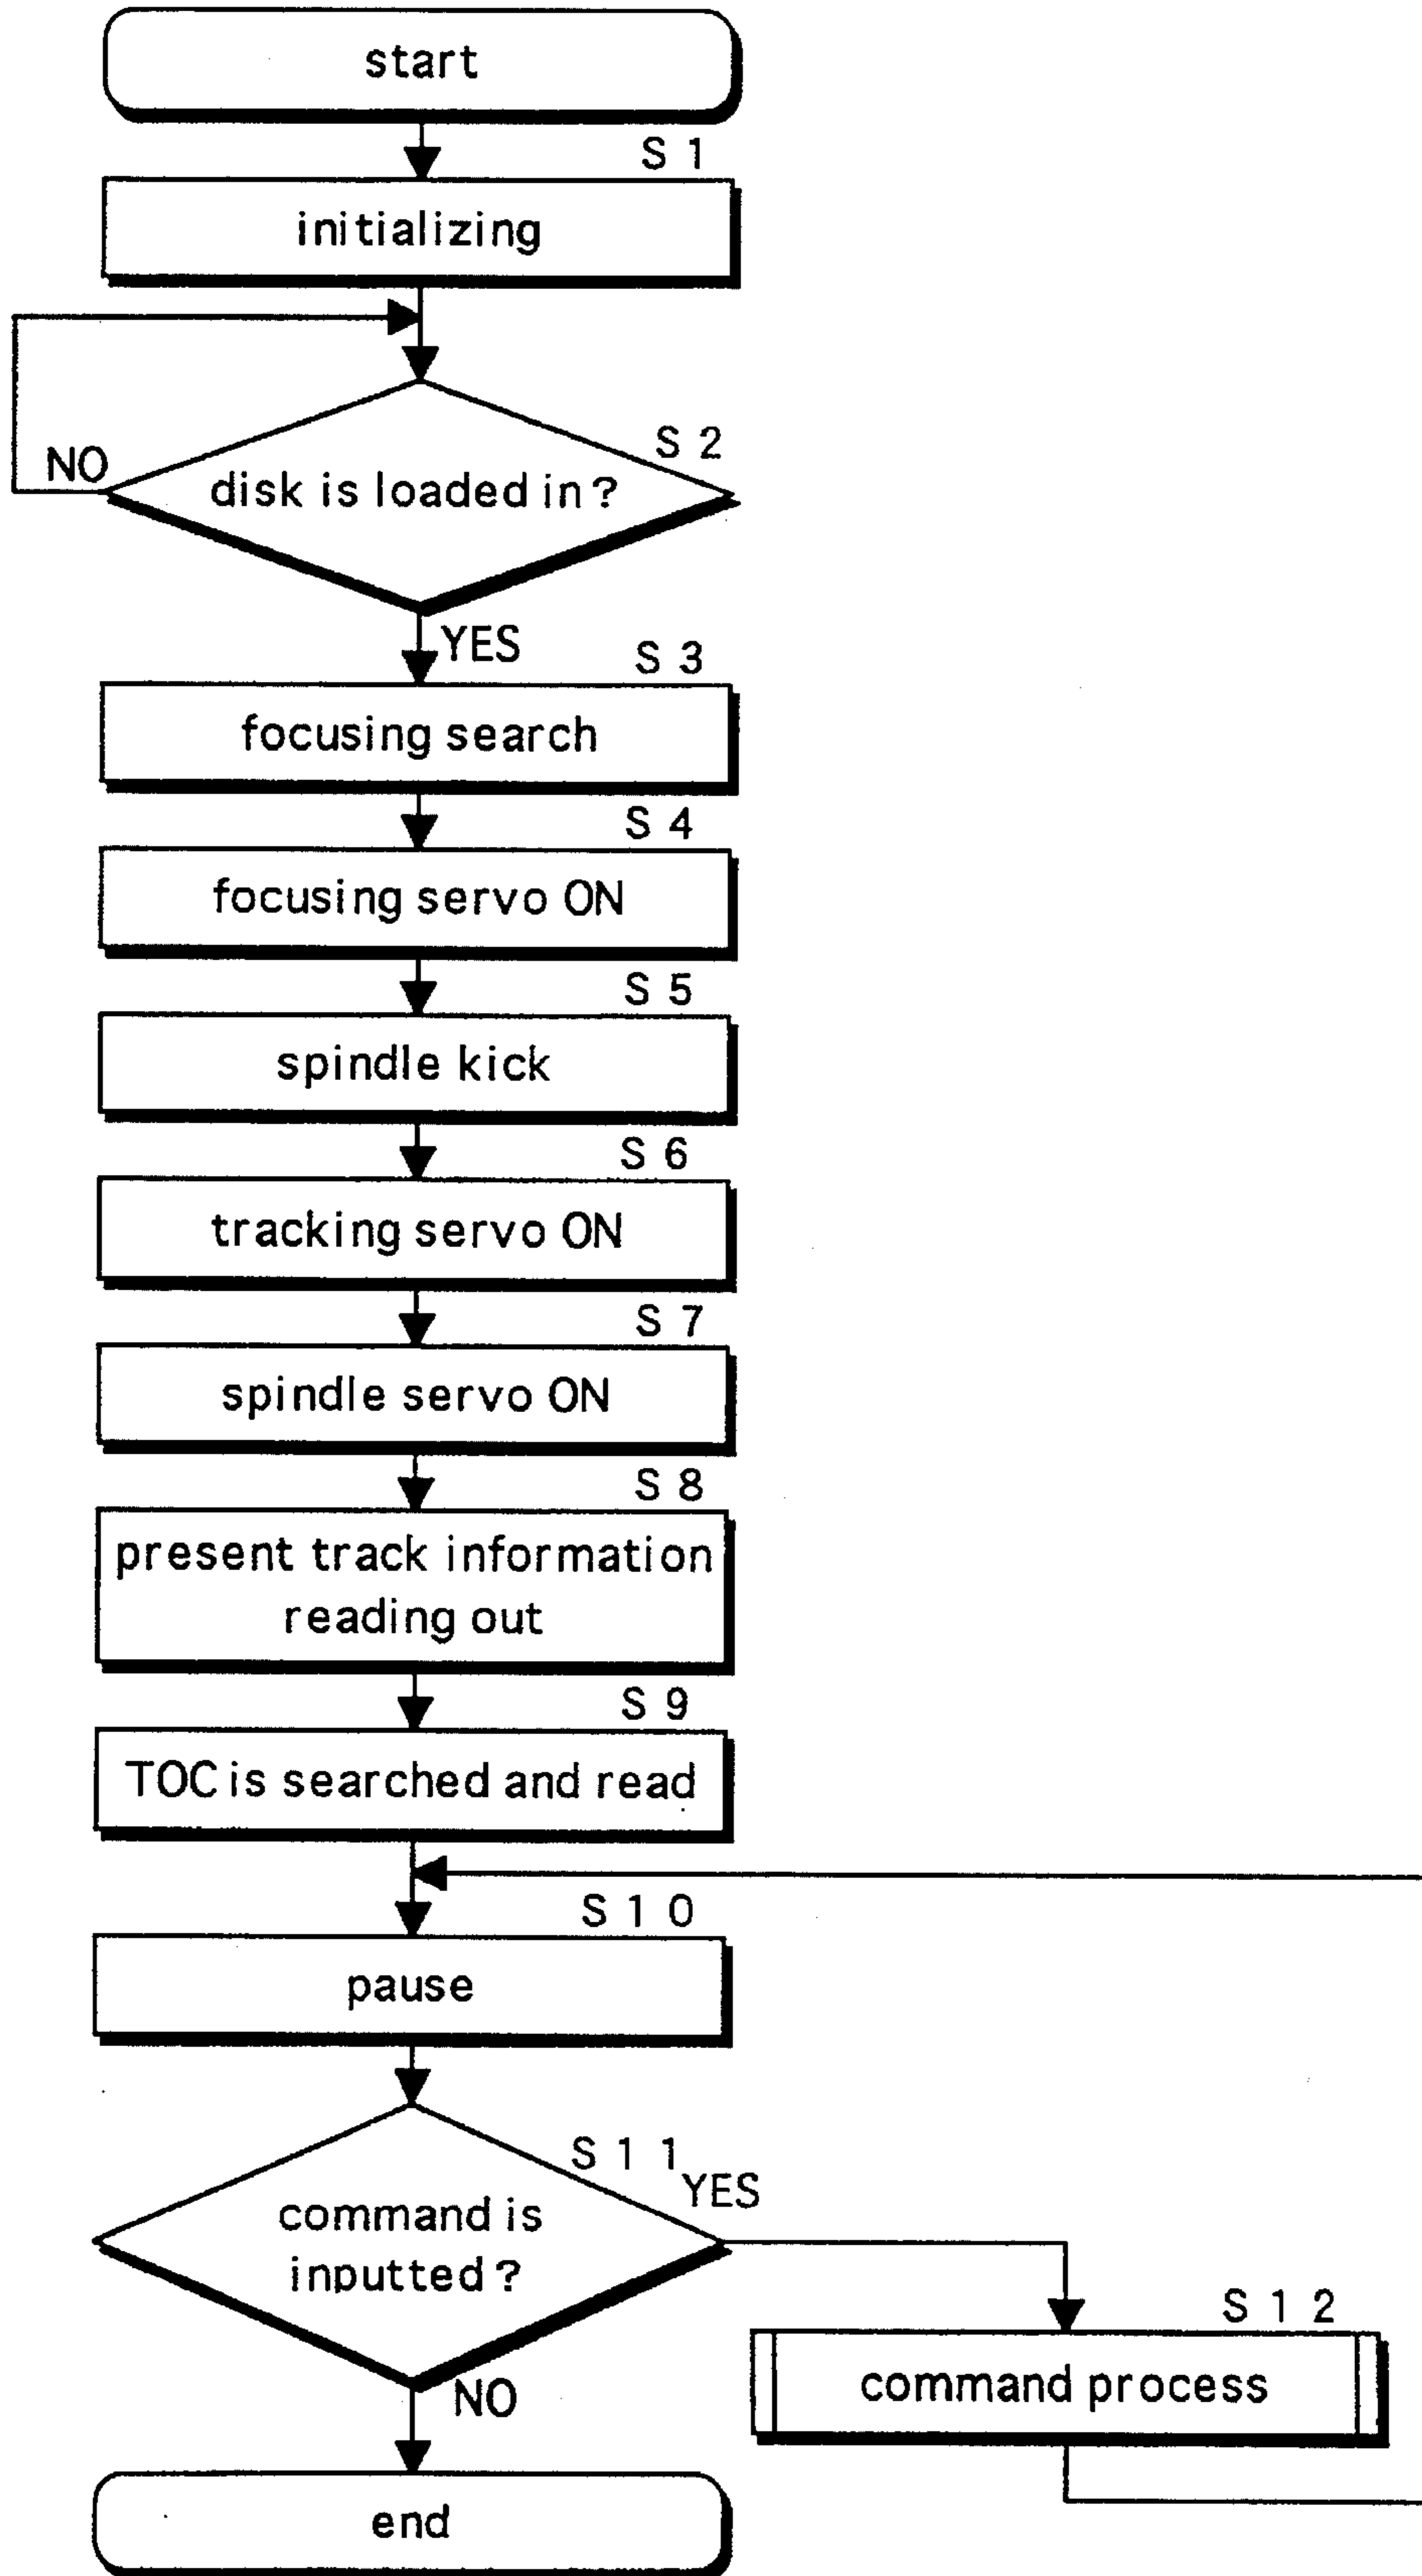 start
S 1
initializing
S 2
NO
disk is loaded in?
YES
S 3
focusing search
S 4
focusing servo ON
S 5
spindle kick
S 6
tracking servo ON
S 7
spindle servo ON
S 8
present track information
reading out
S 9
TOC is searched and read
S 1 0
pause
S 1 1
YES
command is
inputted?
S 1 2
command process
NO
end